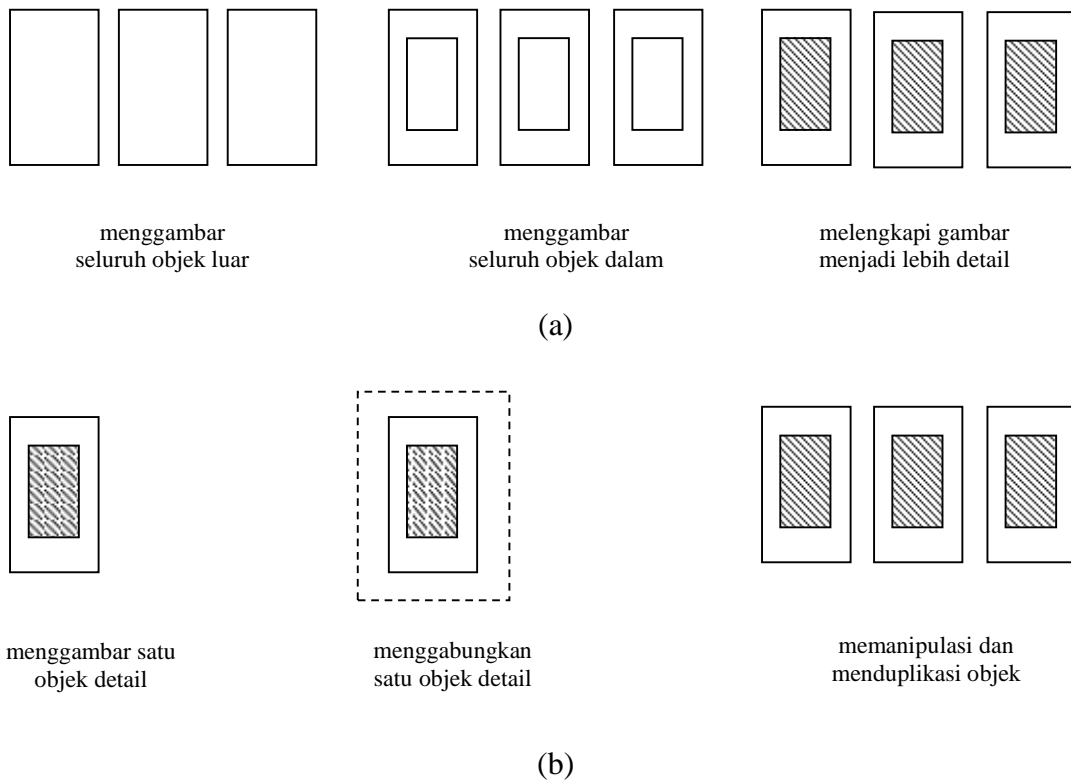 menggambar
seluruh objek luar
menggambar
seluruh objek dalam
melengkapi gambar
menjadi lebih detail
(a)
menggambar satu
objek detail
menggabungkan
satu objek detail
memanipulasi dan
menduplikasi objek
(b)